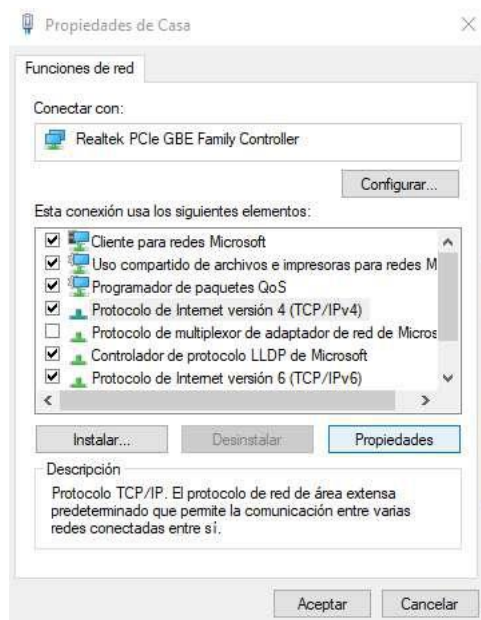 Propiedades de Casa
Funciones de red
Conectar con:
Realtek PCIe GBE Family Controller
Configurar...
Esta conexión usa los siguientes elementos:
Cliente para redes Microsoft
Uso compartido de archivos e impresoras para redes M
Programador de paquetes QoS
Protocolo de Internet versión 4 (TCP/IPv4)
Protocolo de multiplexor de adaptador de red de Micros
Controlador de protocolo LLDP de Microsoft
Protocolo de Internet versión 6 (TCP/IPv6)
Instalar... Desinstalar Propiedades
Descripción
Protocolo TCP/IP. El protocolo de red de área extensa
predeterminado que permite la comunicación entre varias
redes conectadas entre sí.
Aceptar Cancelar